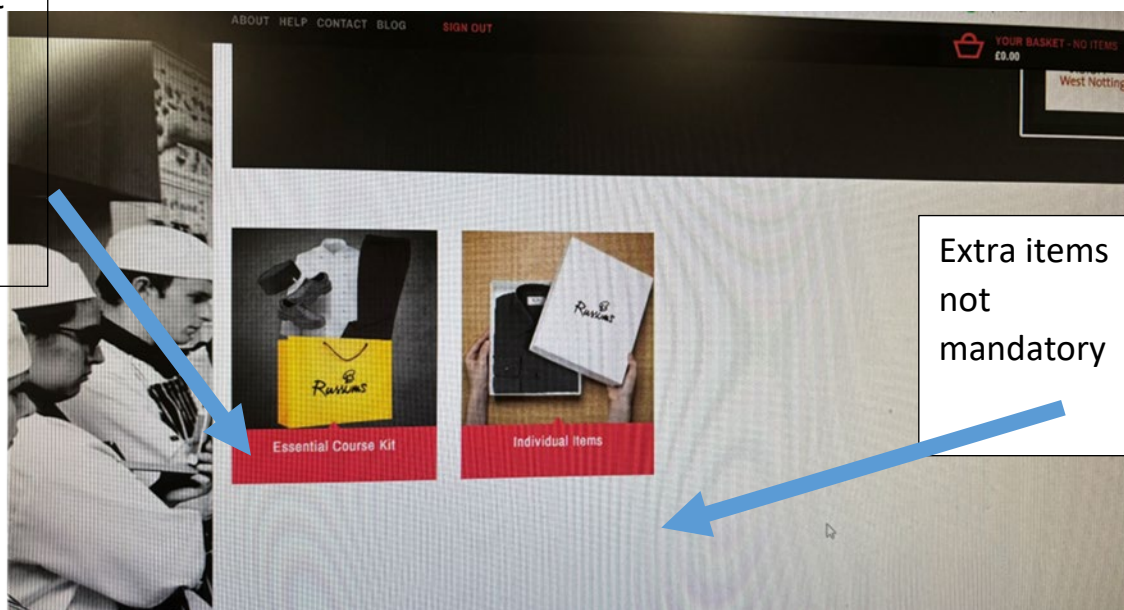 ABOUT HELP CONTACT BLOG SIGN OUT
YOUR BASKET - NO ITEMS
£0.00
West Notting
Extra items
not
mandatory
Russums
Russums
Essential Course Kit
Individual Items